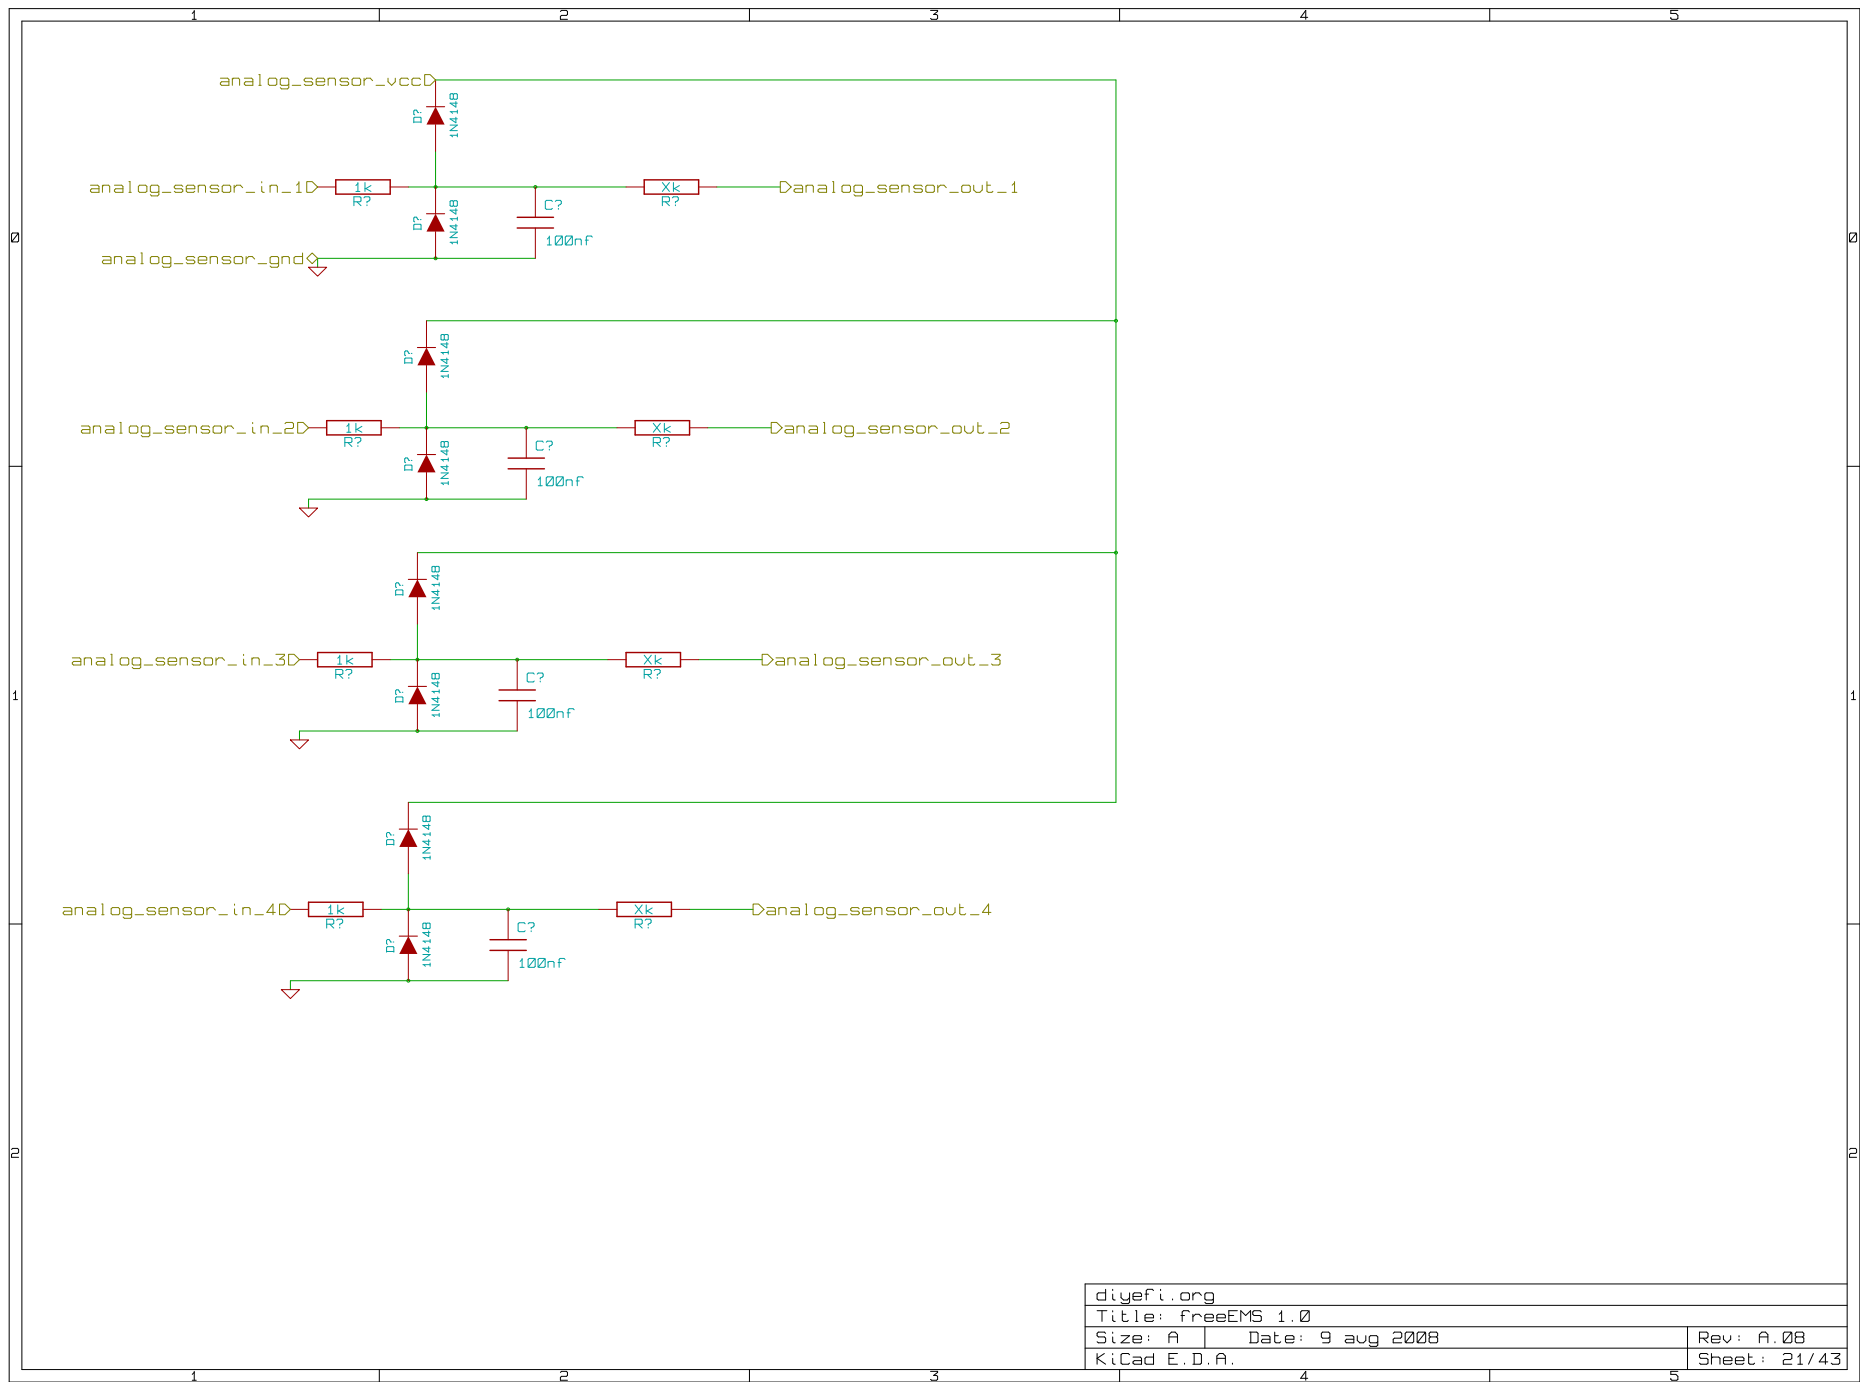 1 2 3 4 5
analog_sensor_vcc
D? 1N4148
analog_sensor_in_1 1k Xk analog_sensor_out_1
R? R?
D? 1N4148 C?
100nf
0 0
analog_sensor_gnd
D? 1N4148
analog_sensor_in_2 1k Xk analog_sensor_out_2
R? R?
D? 1N4148 C?
100nf
D? 1N4148
analog_sensor_in_3 1k Xk analog_sensor_out_3
R? R?
D? 1N4148 C?
1 1
100nf
D? 1N4148
analog_sensor_in_4 1k Xk analog_sensor_out_4
R? R?
D? 1N4148 C?
100nf
2 2
diyefi.org
Title: freeEMS 1.0
Size: A Date: 9 aug 2008 Rev: A.08
KiCad E.D.A. Sheet: 21/43
1 2 3 4 5